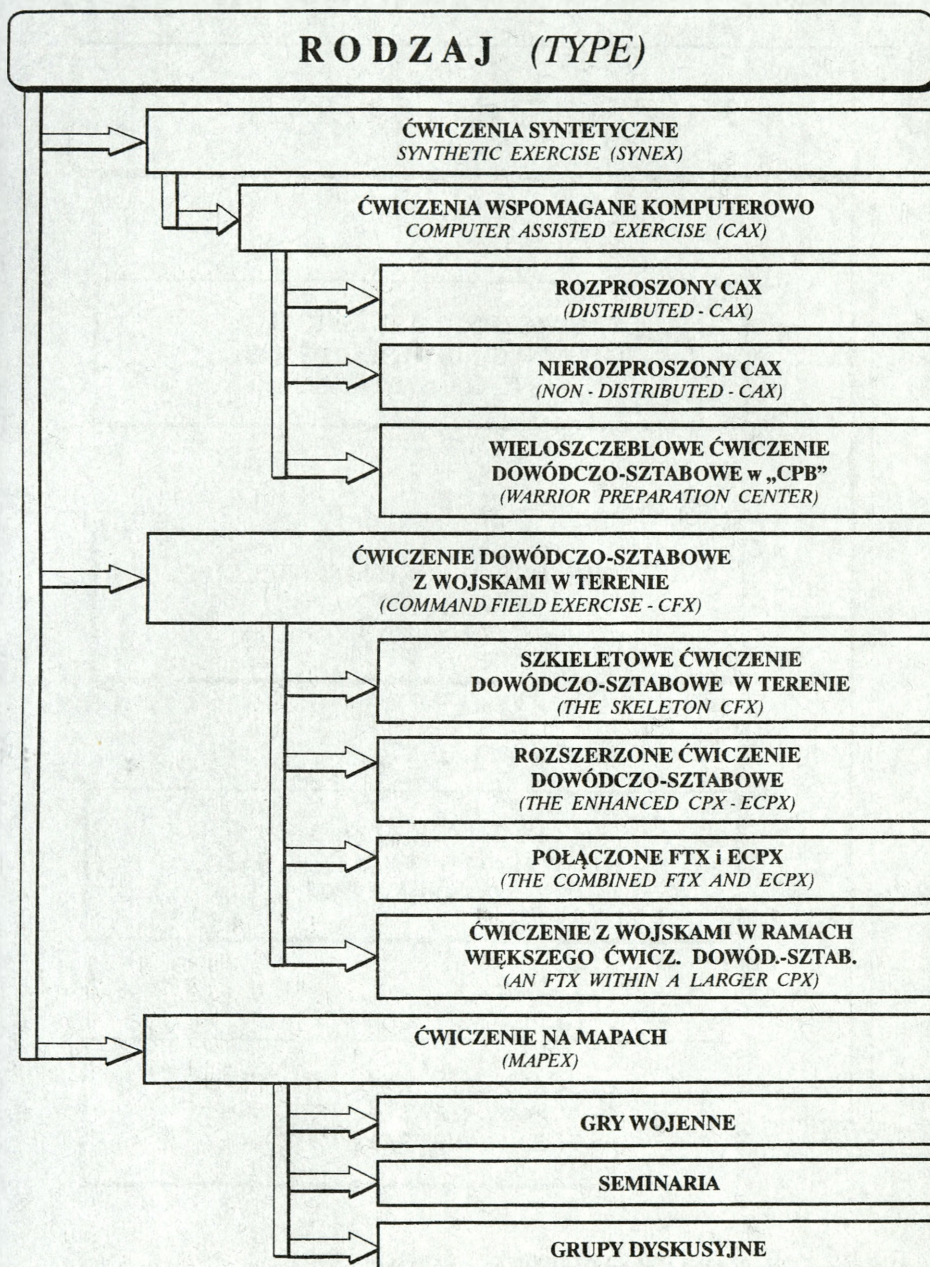 RODZAJ (TYPE)
ĆWICZENIA SYNTETYCZNE
SYNTHETIC EXERCISE (SYNEX)
ĆWICZENIA WSPOMAGANE KOMPUTEROWO
COMPUTER ASSISTED EXERCISE (CAX)
ROZPROSZONY CAX
(DISTRIBUTED - CAX)
NIEROZPROSZONY CAX
(NON - DISTRIBUTED - CAX)
WIELOSZCZEBLOWE ĆWICZENIE
DOWÓDCZO-SZTABOWE w „CPB”
(WARRIOR PREPARATION CENTER)
ĆWICZENIE DOWÓDCZO-SZTABOWE
Z WOJSKAMI W TERENIE
(COMMAND FIELD EXERCISE - CFX)
SZKIELETOWE ĆWICZENIE
DOWÓDCZO-SZTABOWE W TERENIE
(THE SKELETON CFX)
ROZSZERZONE ĆWICZENIE
DOWÓDCZO-SZTABOWE
(THE ENHANCED CPX - ECPX)
POŁĄCZONE FTX i ECPX
(THE COMBINED FTX AND ECPX)
ĆWICZENIE Z WOJSKAMI W RAMACH
WIĘKSZEGO ĆWICZ. DOWÓD.-SZTAB.
(AN FTX WITHIN A LARGER CPX)
ĆWICZENIE NA MAPACH
(MAPEX)
GRY WOJENNE
SEMINARIA
GRUPY DYSKUSYJNE